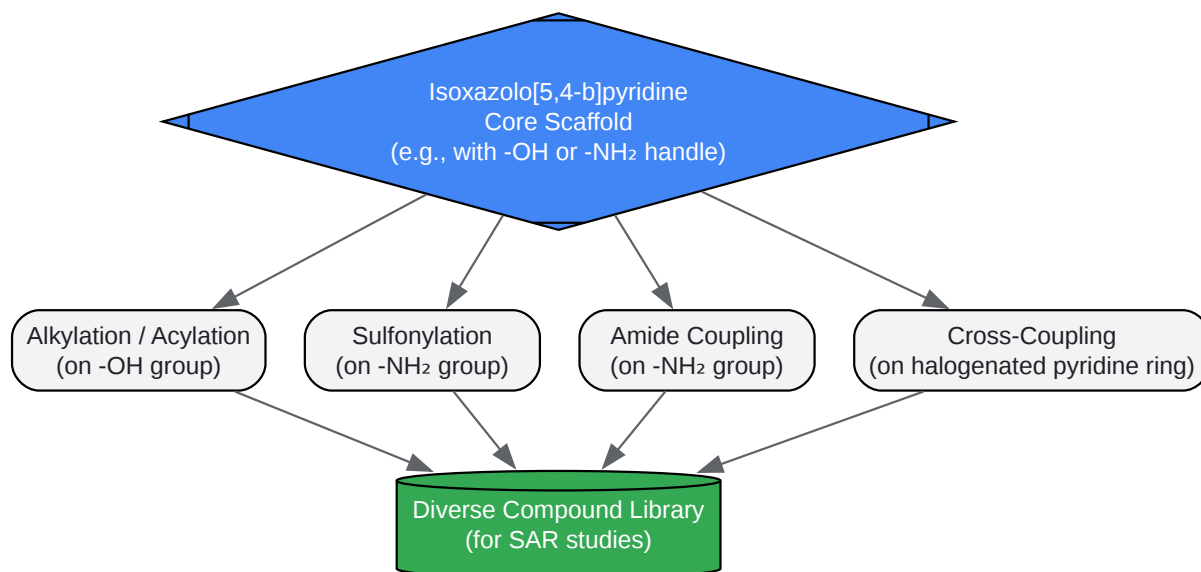 Isoxazolo[5,4-b]pyridine
Core Scaffold
(e.g., with -OH or -NH₂ handle)
Alkylation / Acylation
(on -OH group)
Sulfonylation
(on -NH₂ group)
Amide Coupling
(on -NH₂ group)
Cross-Coupling
(on halogenated pyridine ring)
Diverse Compound Library
(for SAR studies)